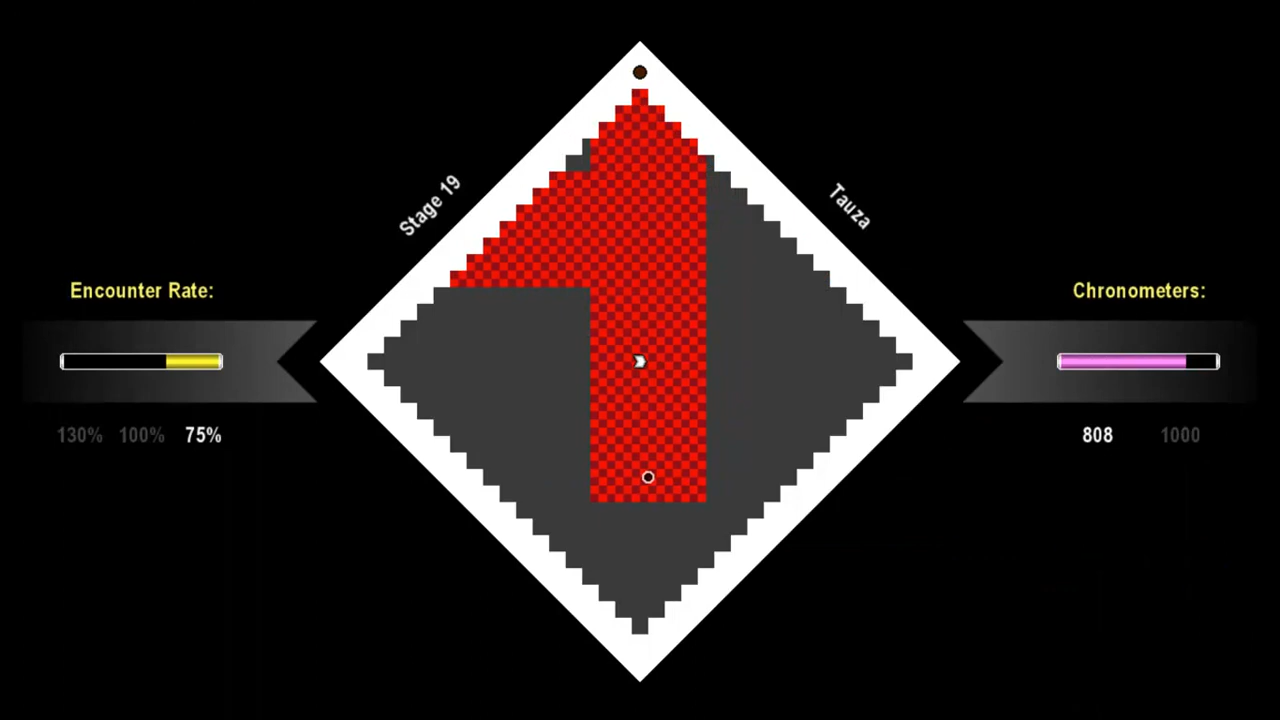 Stage 19
Tauza
Encounter Rate:
130% 100% 75%
Chronometers:
808 1000